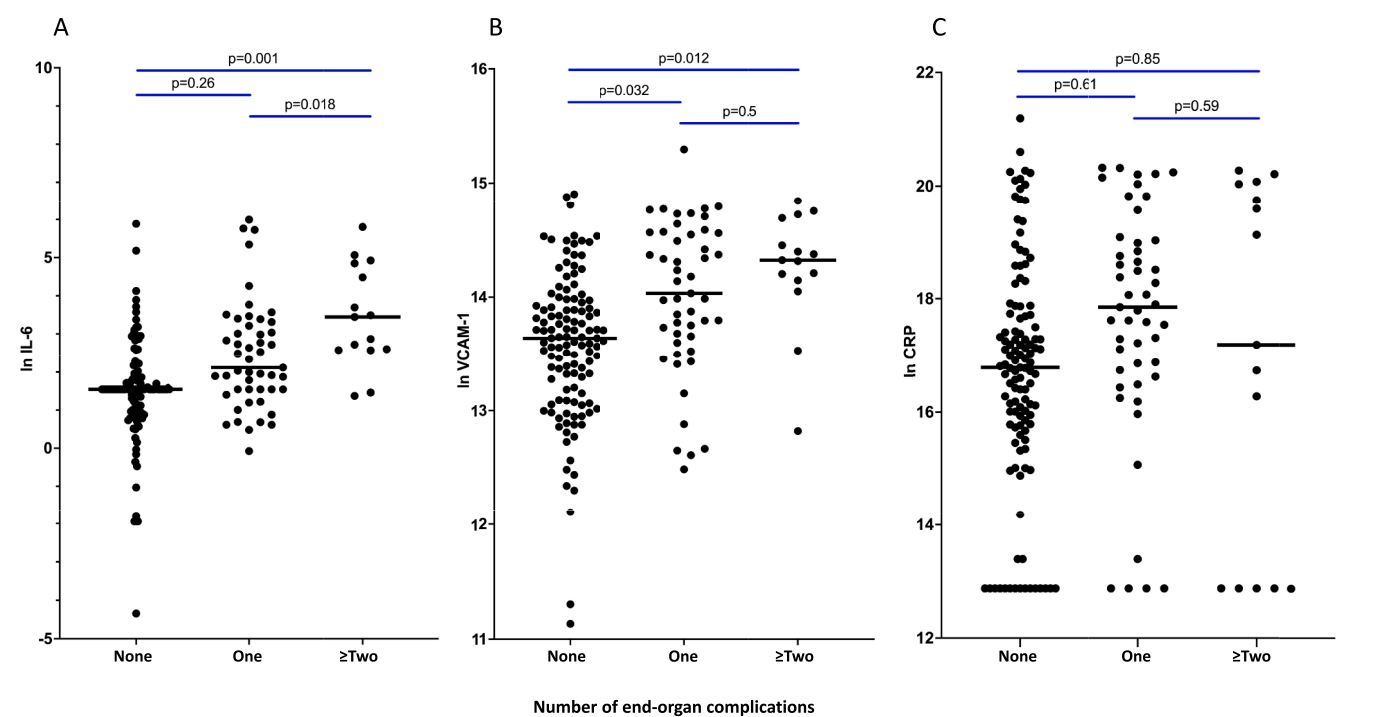 A
p=0.001
p=0.26
p=0.018
10
5
0
-5
ln IL-6
None One ≥Two
B
p=0.012
p=0.032
p=0.5
16
15
14
13
12
11
ln VCAM-1
None One ≥Two
C
p=0.85
p=0.61
p=0.59
22
20
18
16
14
12
ln CRP
None One ≥Two
Number of end-organ complications